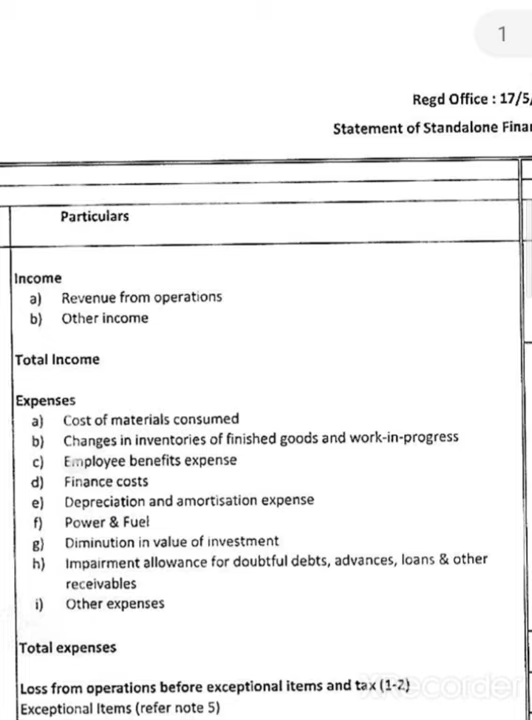 1
Regd Office : 17/5,
Statement of Standalone Finan
Particulars
Income
a) Revenue from operations
b) Other income
Total Income
Expenses
a) Cost of materials consumed
b) Changes in inventories of finished goods and work-in-progress
c) Employee benefits expense
d) Finance costs
e) Depreciation and amortisation expense
f) Power & Fuel
g) Diminution in value of investment
h) Impairment allowance for doubtful debts, advances, loans & other
receivables
i) Other expenses
Total expenses
Loss from operations before exceptional items and tax (1-2)
XRecorder
Exceptional Items (refer note 5)